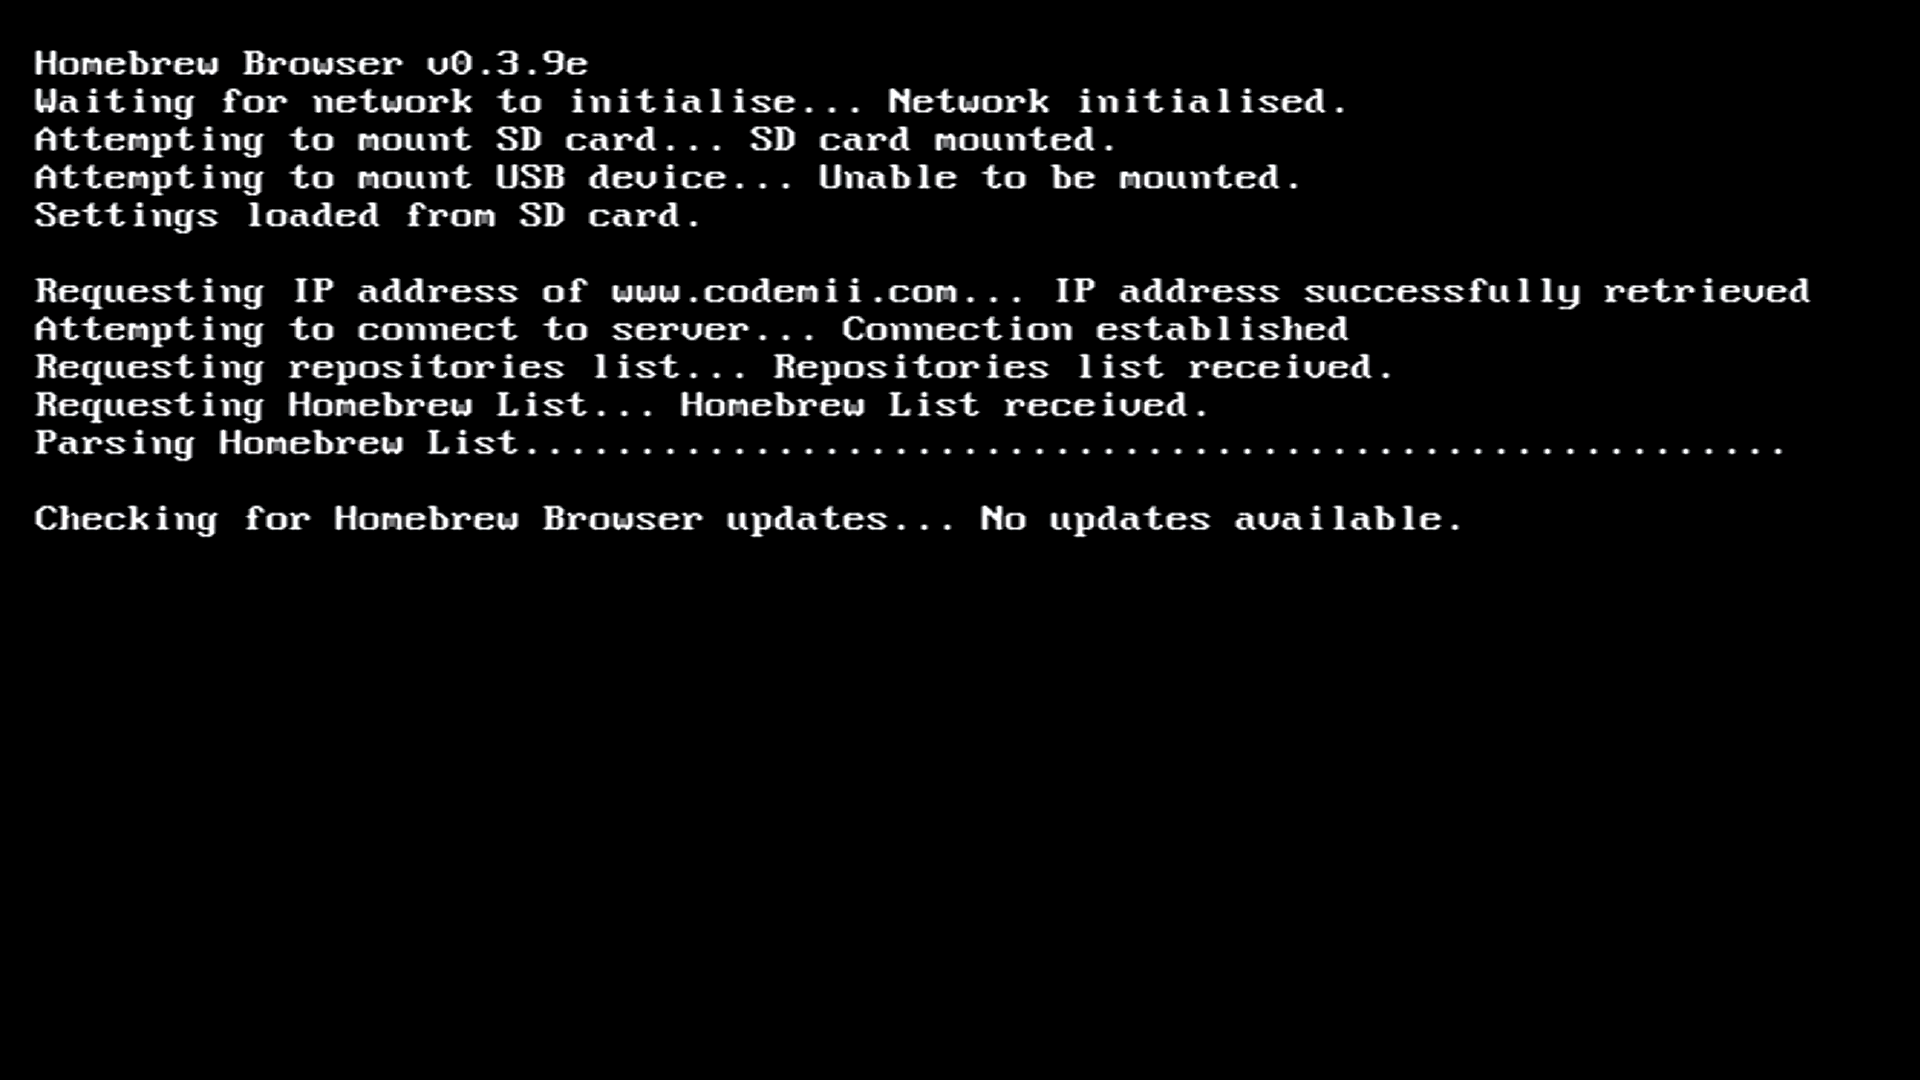 Homebrew Browser v0.3.9e
Waiting for network to initialise... Network initialised.
Attempting to mount SD card... SD card mounted.
Attempting to mount USB device... Unable to be mounted.
Settings loaded from SD card.
Requesting IP address of www.codemii.com... IP address successfully retrieved
Attempting to connect to server... Connection established
Requesting repositories list... Repositories list received.
Requesting Homebrew List... Homebrew List received.
Parsing Homebrew List.......................................................
Checking for Homebrew Browser updates... No updates available.